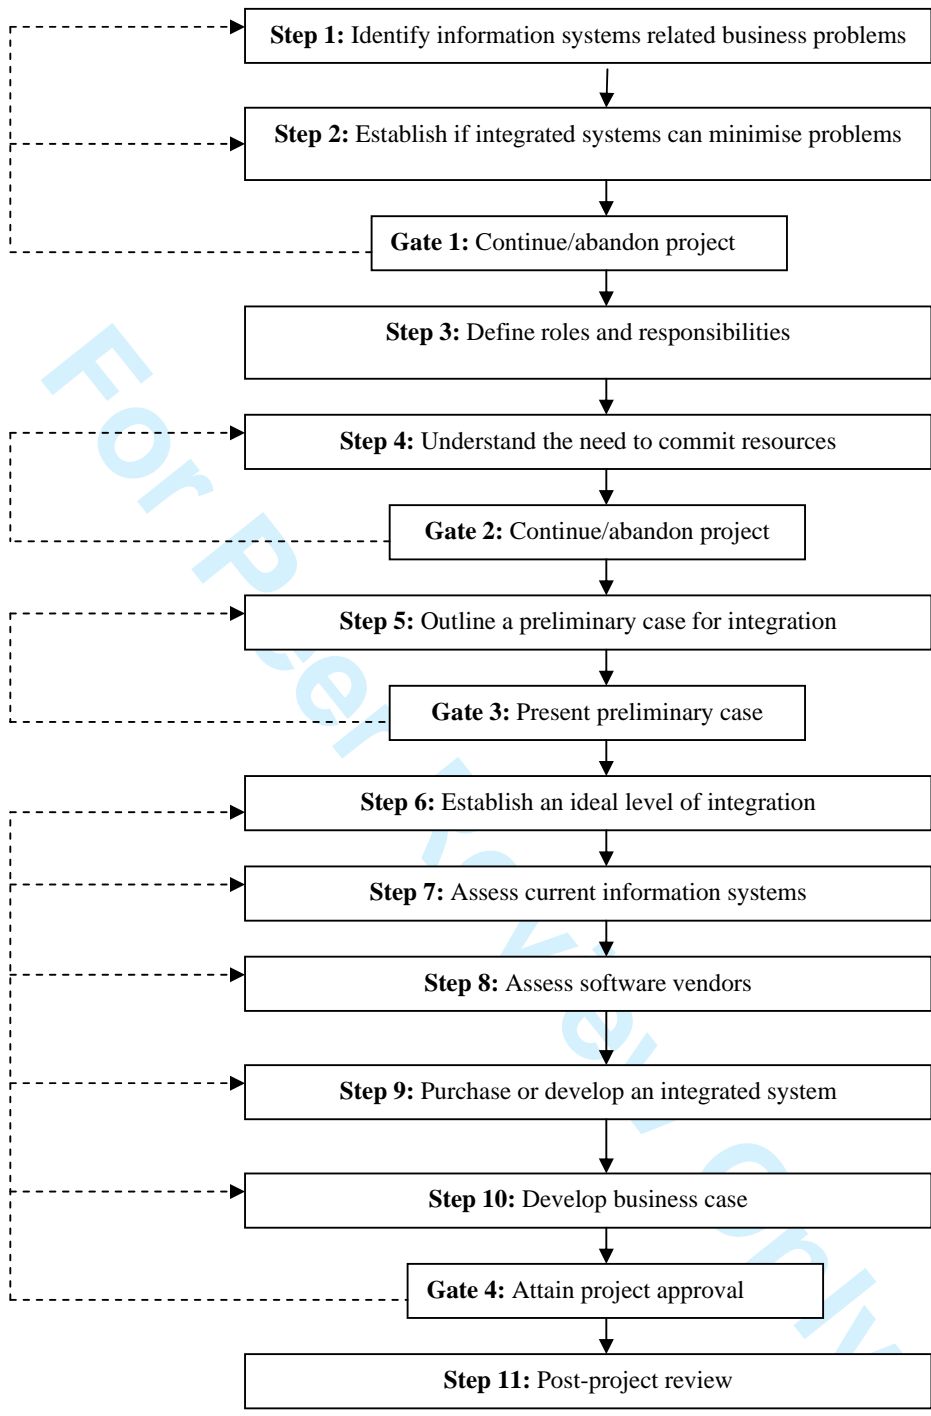 Step 1: Identify information systems related business problems
Step 2: Establish if integrated systems can minimise problems
Gate 1: Continue/abandon project
Step 3: Define roles and responsibilities
Step 4: Understand the need to commit resources
Gate 2: Continue/abandon project
Step 5: Outline a preliminary case for integration
Gate 3: Present preliminary case
Step 6: Establish an ideal level of integration
Step 7: Assess current information systems
Step 8: Assess software vendors
Step 9: Purchase or develop an integrated system
Step 10: Develop business case
Gate 4: Attain project approval
Step 11: Post-project review
For Peer Review Only